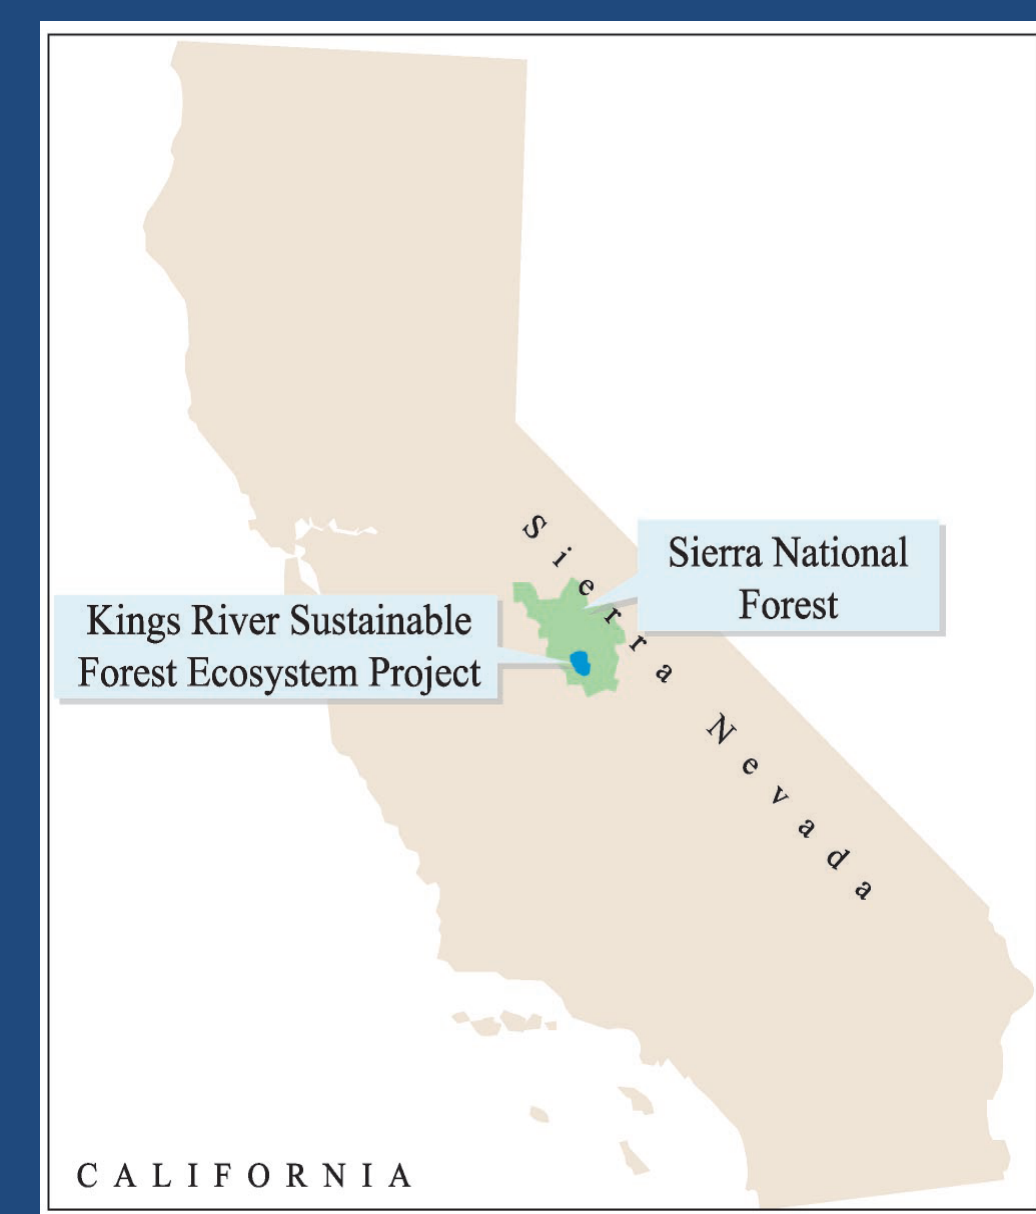 Sierra Nevada
Sierra National
Forest
Kings River Sustainable
Forest Ecosystem Project
CALIFORNIA